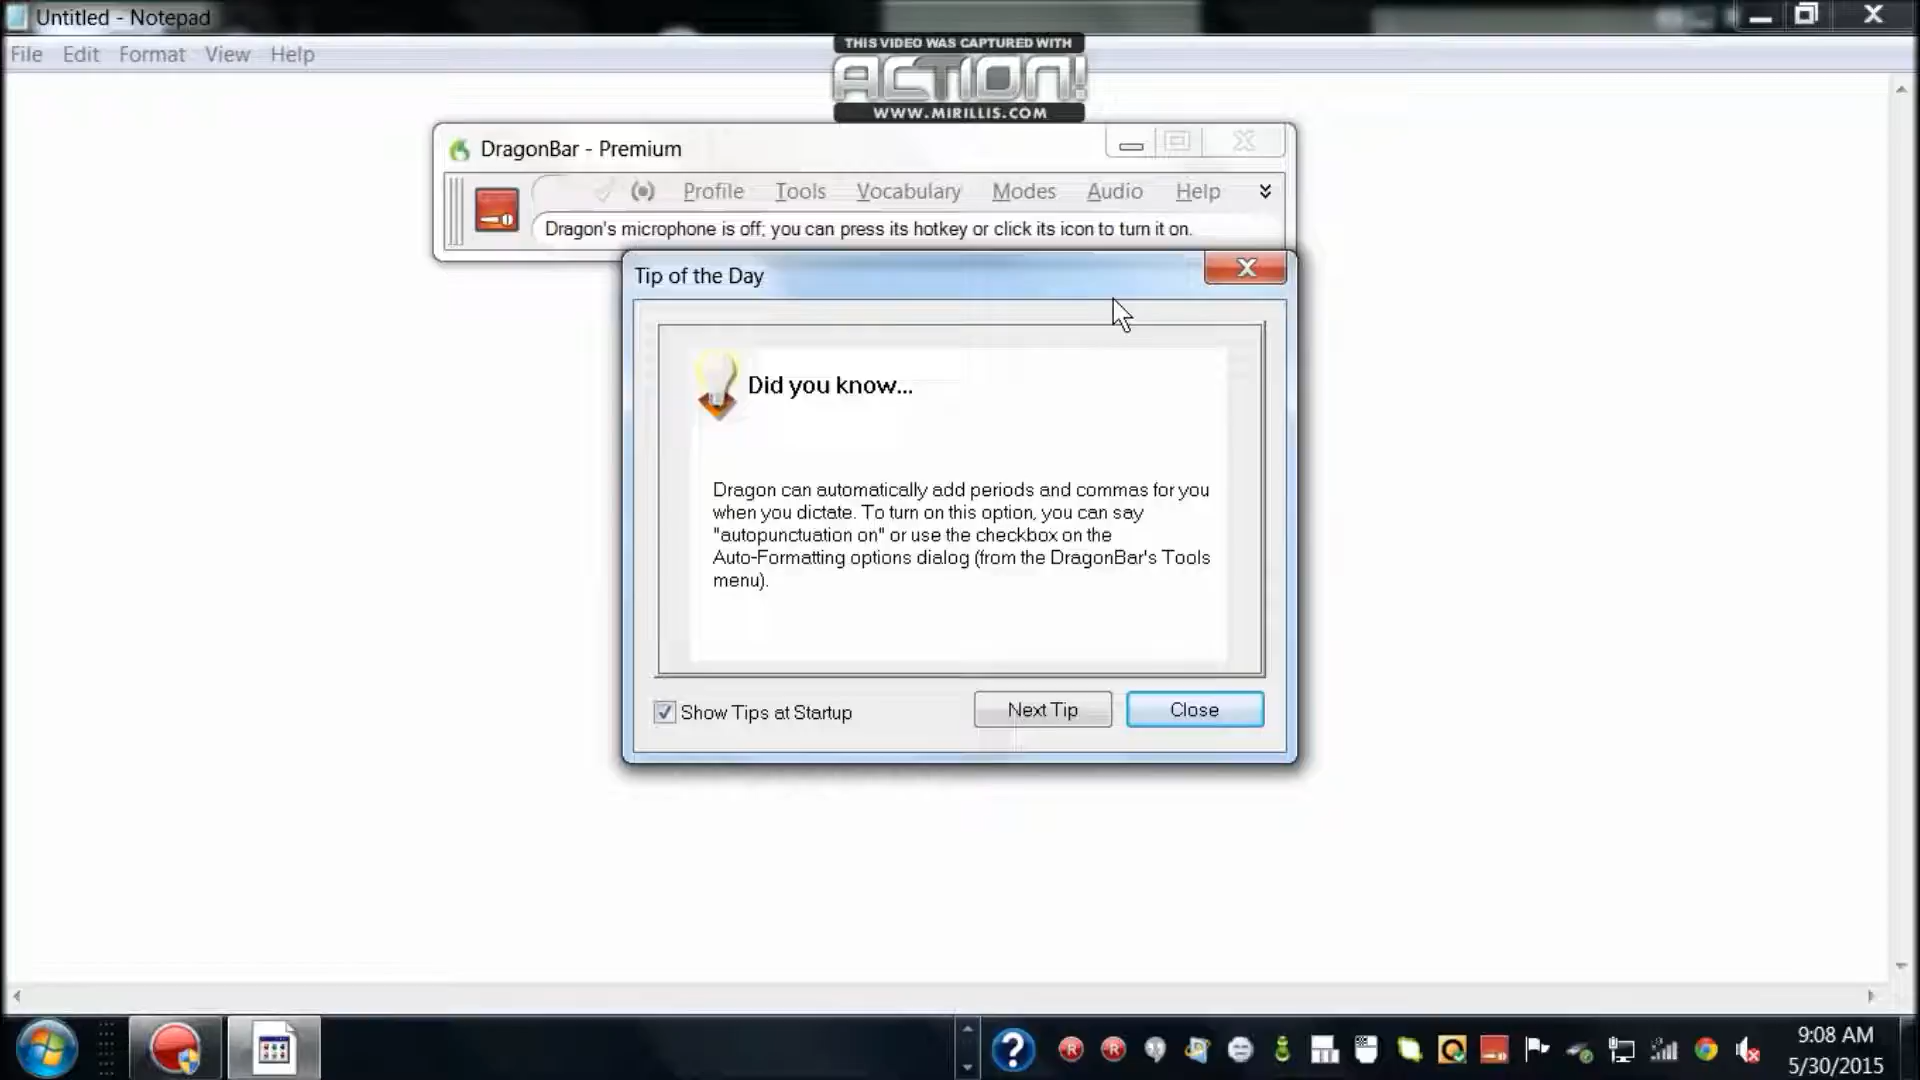 Untitled - Notepad
File Edit Format View Help
THIS VIDEO WAS CAPTURED WITH
ACTION!
WWW.MIRILLIS.COM
DragonBar - Premium
Profile Tools Vocabulary Modes Audio Help
Dragon's microphone is off; you can press its hotkey or click its icon to turn it on.
Tip of the Day
Did you know...
Dragon can automatically add periods and commas for you
when you dictate. To turn on this option, you can say
"autopunctuation on" or use the checkbox on the
Auto-Formatting options dialog (from the DragonBar's Tools
menu).
Show Tips at Startup
Next Tip
Close
9:08 AM
5/30/2015